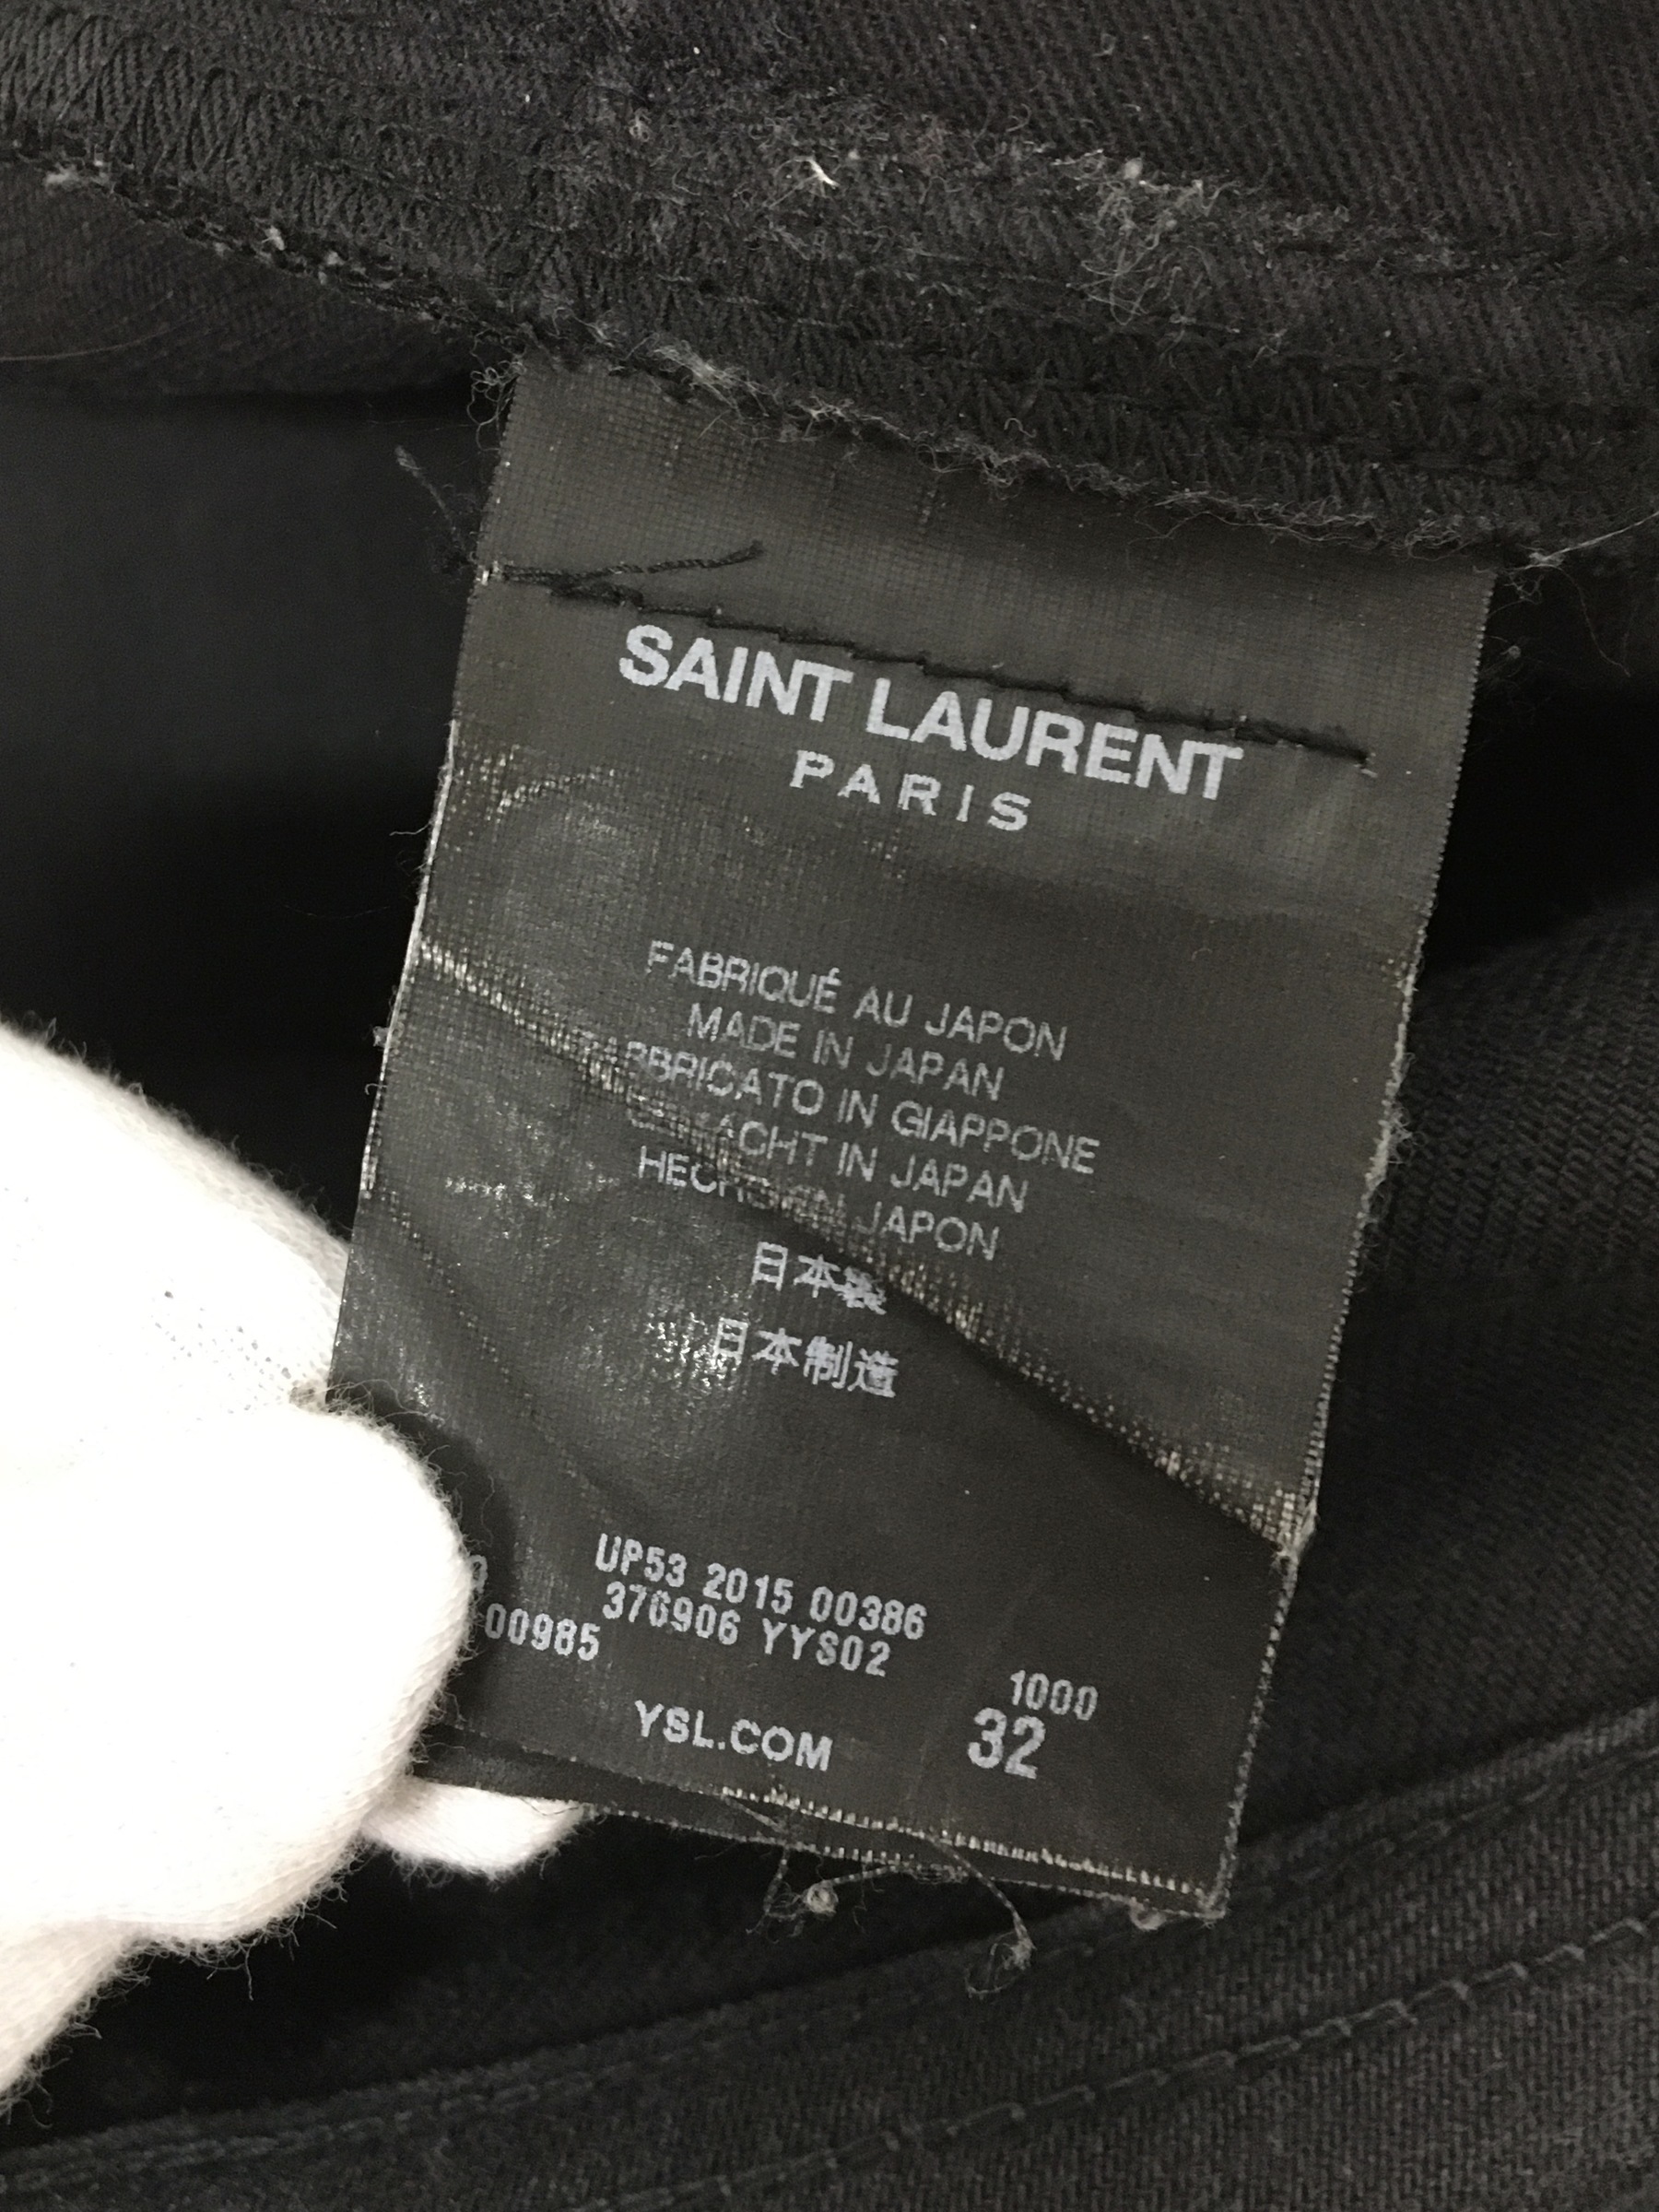 SAINT LAURENT
PARIS
FABRIQUÉ AU JAPON
MADE IN JAPAN
FABBRICATO IN GIAPPONE
GEMACHT IN JAPAN
HECHO EN JAPON
日本製
日本制造
UP53 2015 00386
376906 YYS02
00985
1000
YSL.COM
32